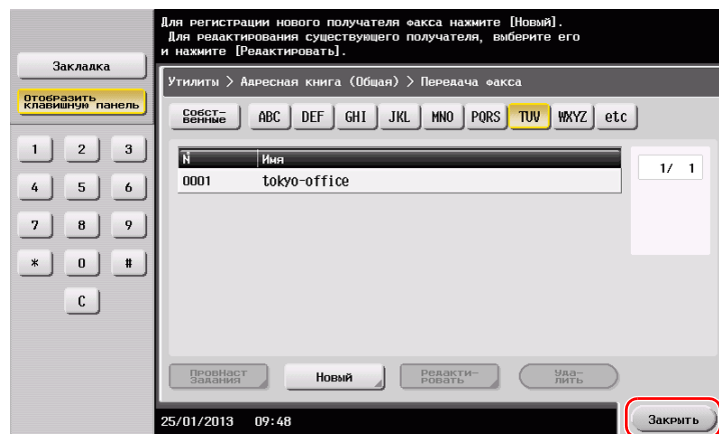 Для регистрации нового получателя факса нажмите [Новый].
Для редактирования существующего получателя, выберите его
и нажмите [Редактировать].
Закладка
Утилиты > Адресная книга (Общая) > Передача факса
Отобразить
клавишную панель
Собст-
венные ABC DEF GHI JKL MNO PQRS TUV WXYZ etc
1 2 3
N Имя
1/ 1
0001 tokyo-office
4 5 6
7 8 9
* 0 #
C
ПровНаст
Задания
Новый
Редакти-
ровать
Уда-
лить
25/01/2013 09:48
Закрыть